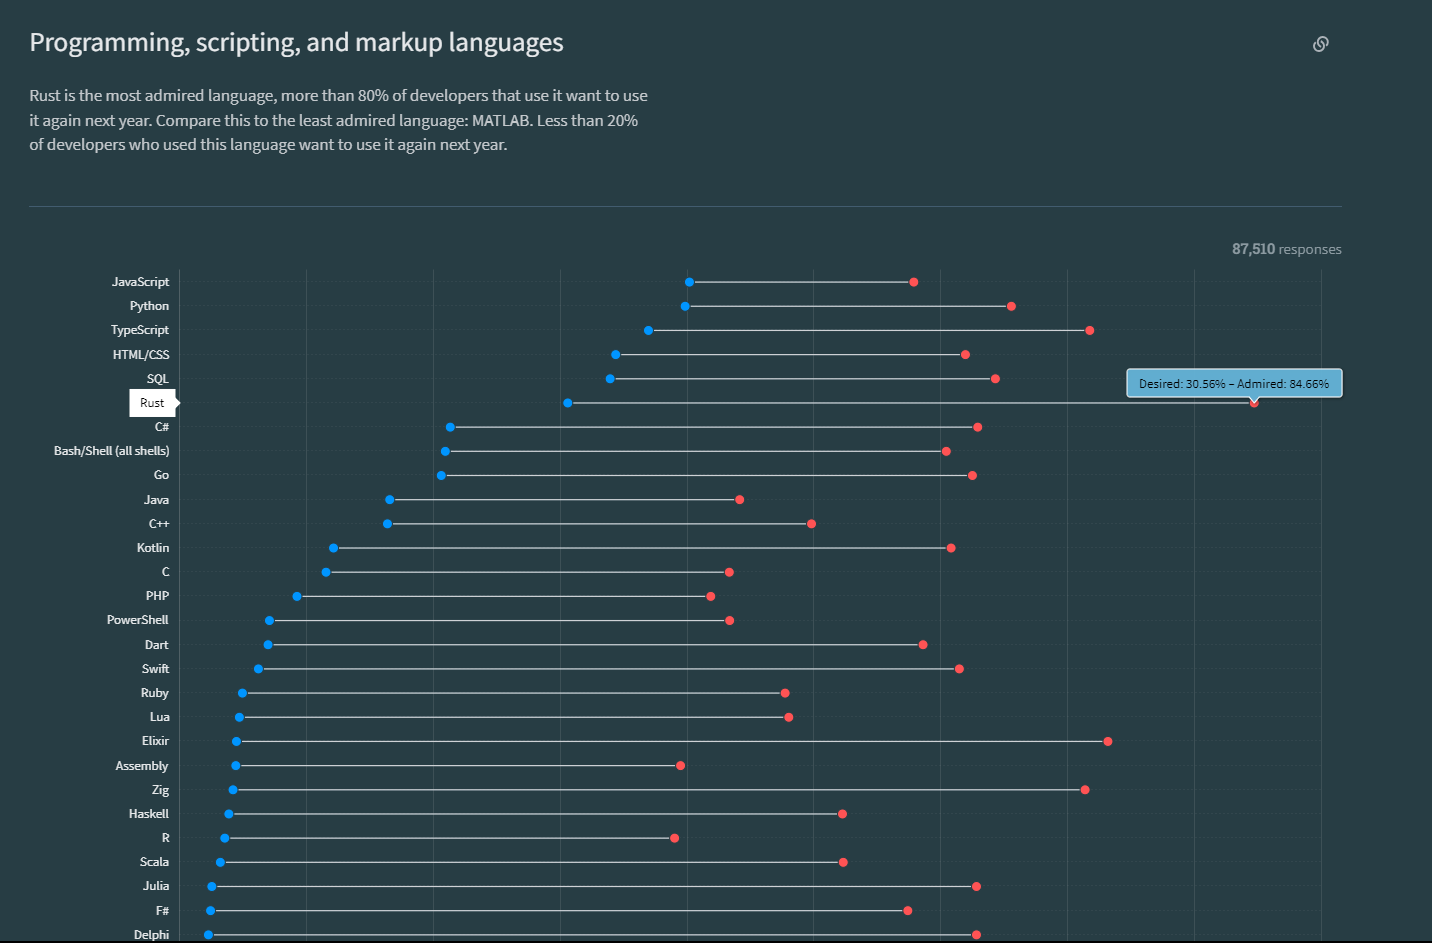 Programming, scripting, and markup languages
Rust is the most admired language, more than 80% of developers that use it want to use
it again next year. Compare this to the least admired language: MATLAB. Less than 20%
of developers who used this language want to use it again next year.
87,510 responses
JavaScript
Python
TypeScript
HTML/CSS
SQL
Desired: 30.56% – Admired: 84.66%
Rust
C#
Bash/Shell (all shells)
Go
Java
C++
Kotlin
C
PHP
PowerShell
Dart
Swift
Ruby
Lua
Elixir
Assembly
Zig
Haskell
R
Scala
Julia
F#
Delphi